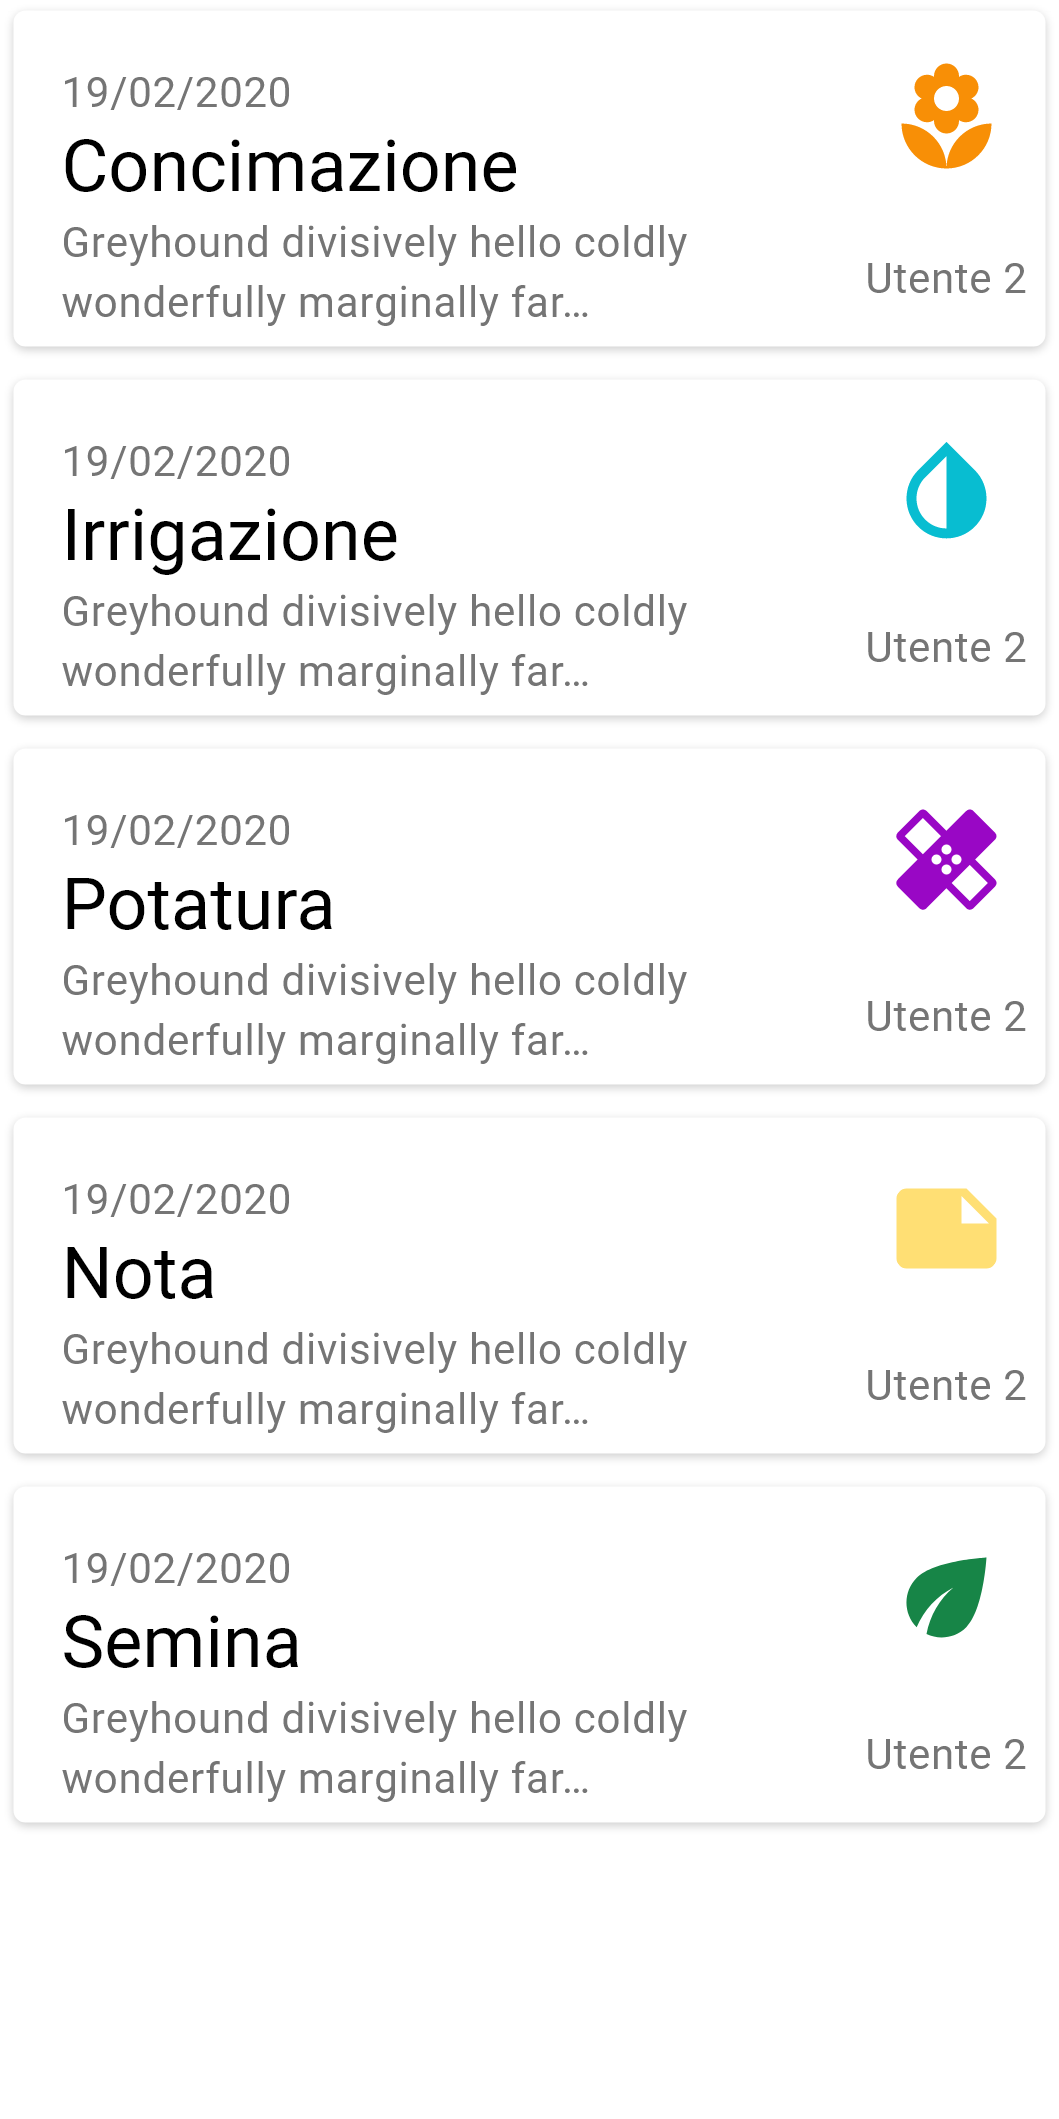 19/02/2020
Concimazione
Greyhound divisively hello coldly
wonderfully marginally far…
Utente 2
19/02/2020
Irrigazione
Greyhound divisively hello coldly
wonderfully marginally far…
Utente 2
19/02/2020
Potatura
Greyhound divisively hello coldly
wonderfully marginally far…
Utente 2
19/02/2020
Nota
Greyhound divisively hello coldly
wonderfully marginally far…
Utente 2
19/02/2020
Semina
Greyhound divisively hello coldly
wonderfully marginally far…
Utente 2